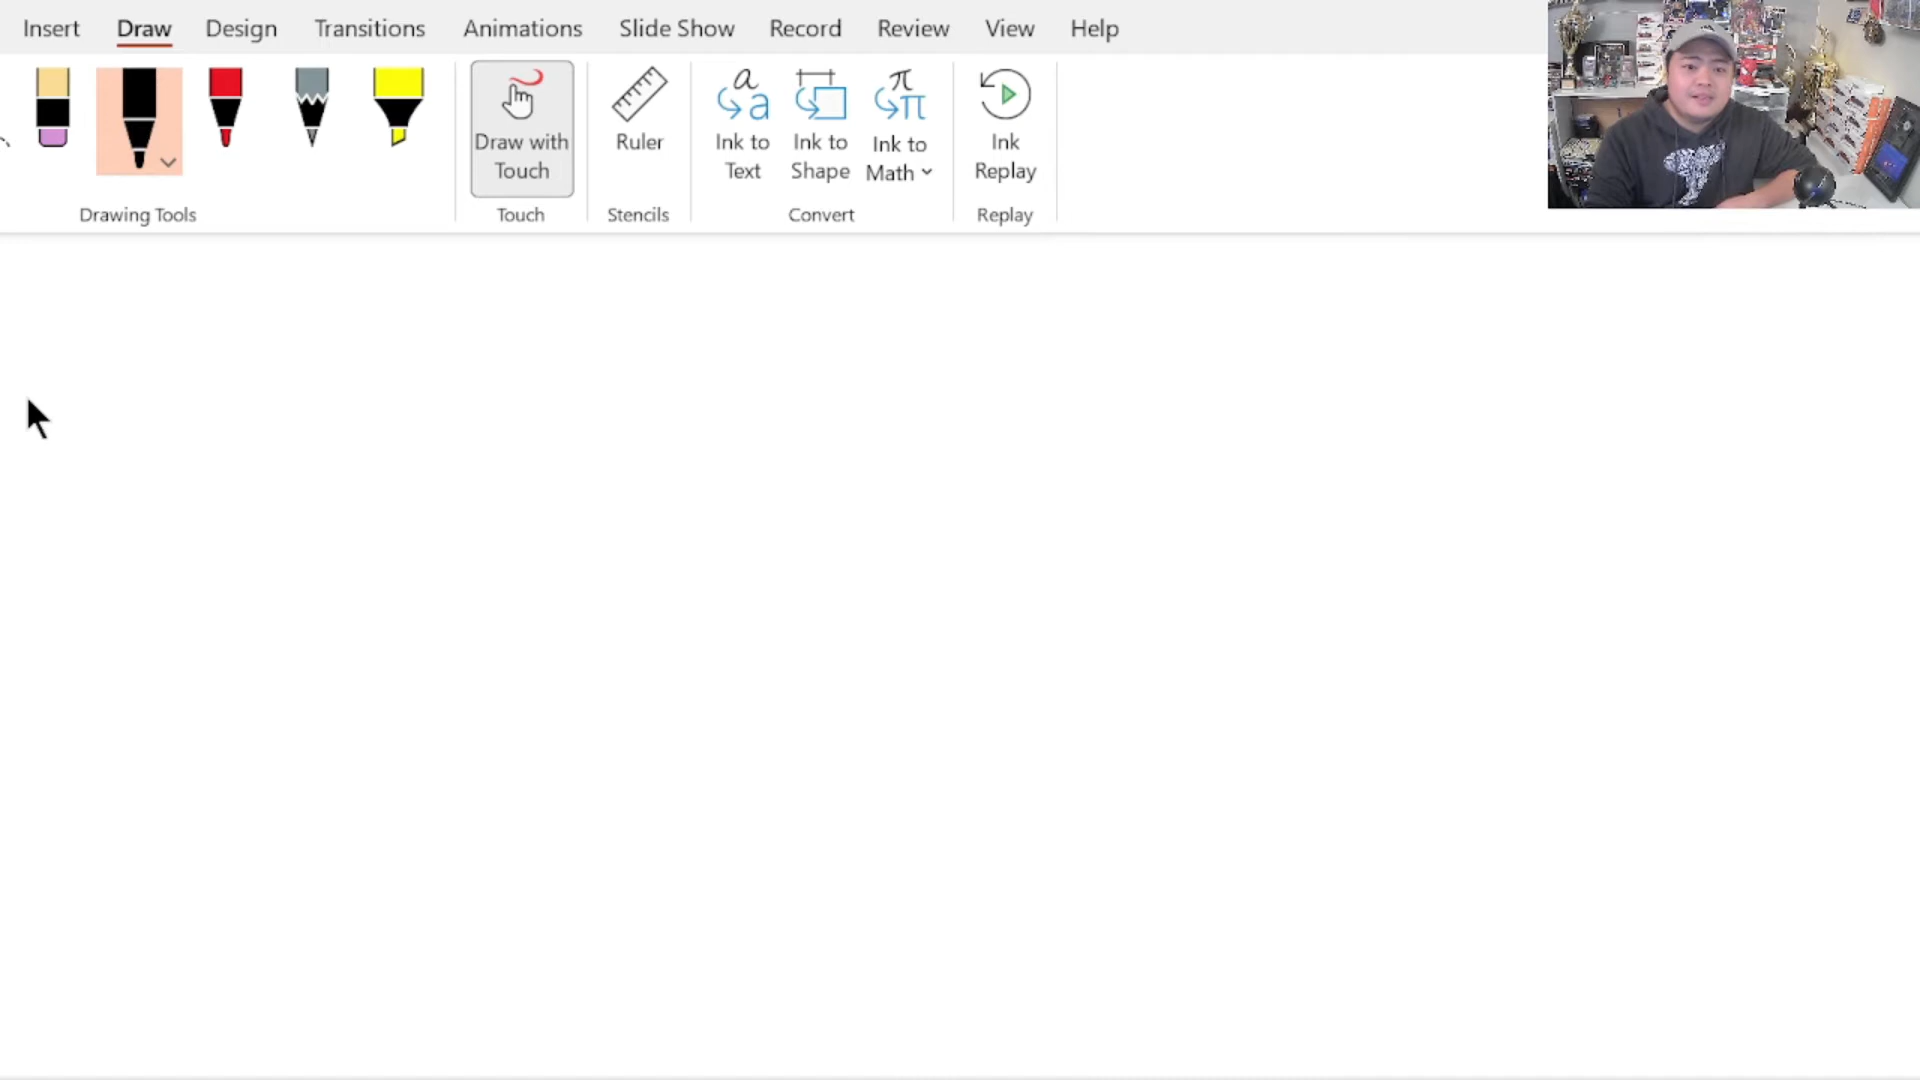 Insert Draw Design Transitions Animations Slide Show Record Review View Help
Draw with Touch
Ruler
Ink to Text
Ink to Shape
Ink to Math
Ink Replay
Drawing Tools Touch Stencils Convert Replay